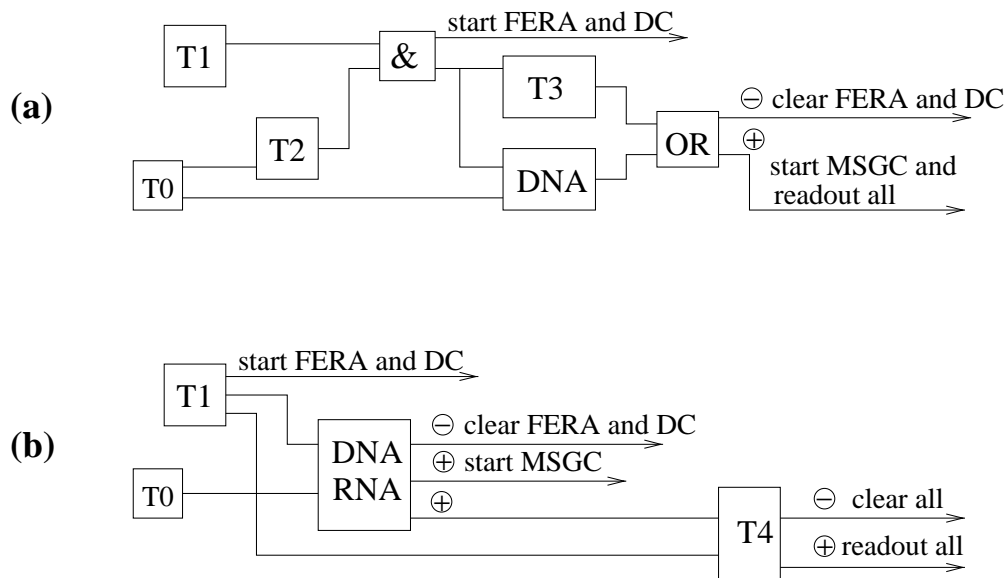 start FERA and DC
T1
&
(a)
T3
⊖ clear FERA and DC
T2
OR
⊕
T0
DNA
start MSGC and
readout all
start FERA and DC
T1
(b)
⊖ clear FERA and DC
DNA
⊕ start MSGC
T0
RNA
⊕
⊖ clear all
T4
⊕ readout all